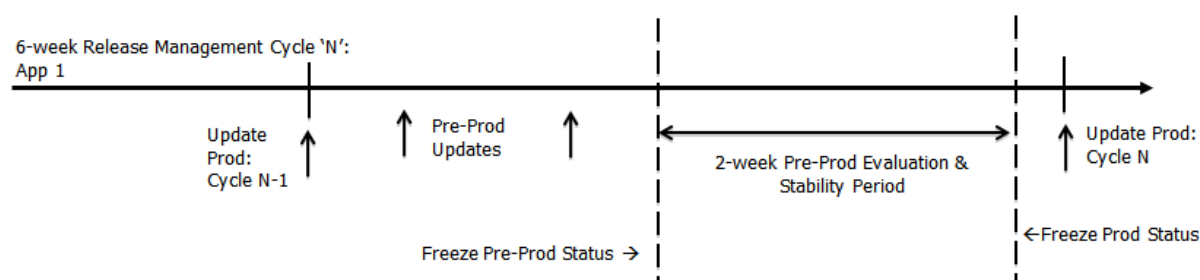 6-week Release Management Cycle ‘N’:
App 1
Update
Prod:
Cycle N-1
Pre-Prod
Updates
2-week Pre-Prod Evaluation &
Stability Period
Update Prod:
Cycle N
Freeze Pre-Prod Status →
←Freeze Prod Status